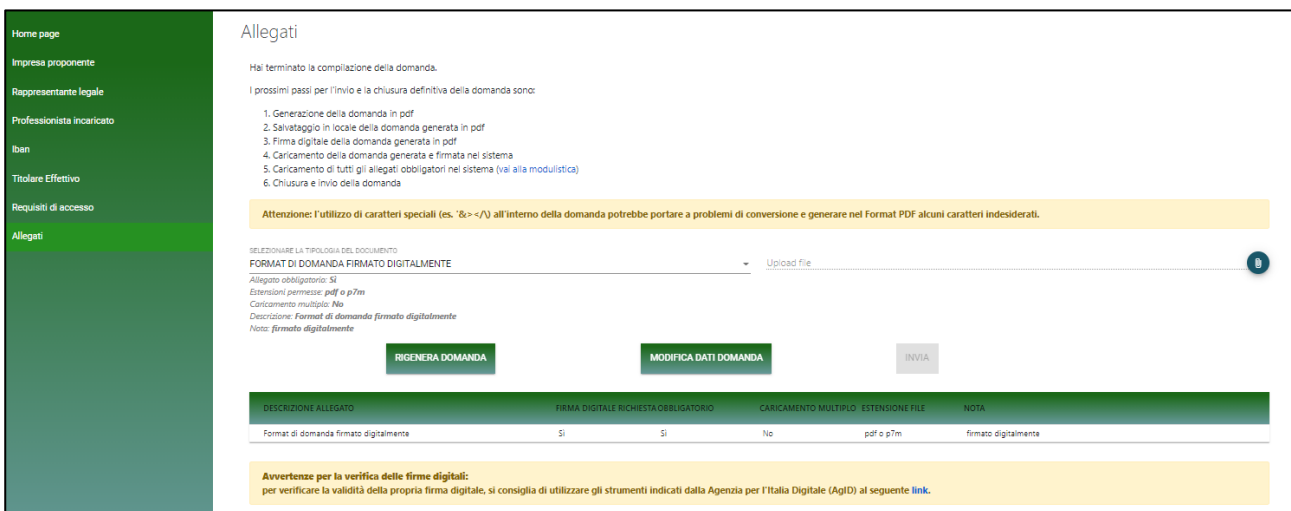 Home page
Impresa proponente
Rappresentante legale
Professionista incaricato
Iban
Titolare Effettivo
Requisiti di accesso
Allegati
Allegati
Hai terminato la compilazione della domanda.
I prossimi passi per l'invio e la chiusura definitiva della domanda sono:
1. Generazione della domanda in pdf
2. Salvataggio in locale della domanda generata in pdf
3. Firma digitale della domanda generata in pdf
4. Caricamento della domanda generata e firmata nel sistema
5. Caricamento di tutti gli allegati obbligatori nel sistema (vai alla modulistica)
6. Chiusura e invio della domanda
Attenzione: l'utilizzo di caratteri speciali (es. '&></\) all'interno della domanda potrebbe portare a problemi di conversione e generare nel Format PDF alcuni caratteri indesiderati.
SELEZIONARE LA TIPOLOGIA DEL DOCUMENTO
FORMAT DI DOMANDA FIRMATO DIGITALMENTE Upload file
Allegato obbligatorio: Sì
Estensioni permesse: pdf o p7m
Caricamento multiplo: No
Descrizione: Format di domanda firmato digitalmente
Nota: firmato digitalmente
RIGENERA DOMANDA MODIFICA DATI DOMANDA INVIA
DESCRIZIONE ALLEGATO FIRMA DIGITALE RICHIESTA OBBLIGATORIO CARICAMENTO MULTIPLO ESTENSIONE FILE NOTA
Format di domanda firmato digitalmente Sì Sì No pdf o p7m firmato digitalmente
Avvertenze per la verifica delle firme digitali:
per verificare la validità della propria firma digitale, si consiglia di utilizzare gli strumenti indicati dalla Agenzia per l'Italia Digitale (AgID) al seguente link.